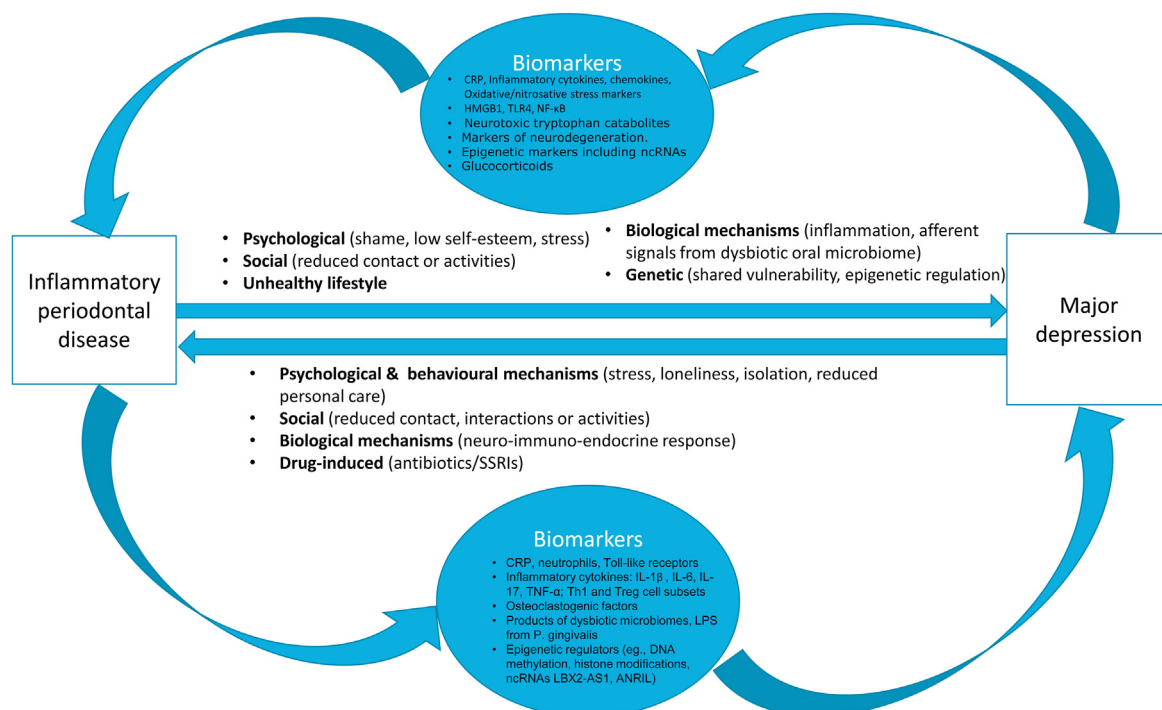 Biomarkers
• CRP, Inflammatory cytokines, chemokines,
Oxidative/nitrosative stress markers
• HMGB1, TLR4, NF-κB
• Neurotoxic tryptophan catabolites
• Markers of neurodegeneration.
• Epigenetic markers including ncRNAs
• Glucocorticoids
Inflammatory
periodontal
disease
• Psychological (shame, low self-esteem, stress)
• Social (reduced contact or activities)
• Unhealthy lifestyle
• Biological mechanisms (inflammation, afferent
signals from dysbiotic oral microbiome)
• Genetic (shared vulnerability, epigenetic regulation)
Major
depression
• Psychological & behavioural mechanisms (stress, loneliness, isolation, reduced
personal care)
• Social (reduced contact, interactions or activities)
• Biological mechanisms (neuro-immuno-endocrine response)
• Drug-induced (antibiotics/SSRIs)
Biomarkers
• CRP, neutrophils, Toll-like receptors
• Inflammatory cytokines: IL-1β , IL-6, IL-
17, TNF-α; Th1 and Treg cell subsets
• Osteoclastogenic factors
• Products of dysbiotic microbiomes, LPS
from P. gingivalis
• Epigenetic regulators (eg., DNA
methylation, histone modifications,
ncRNAs LBX2-AS1, ANRIL)